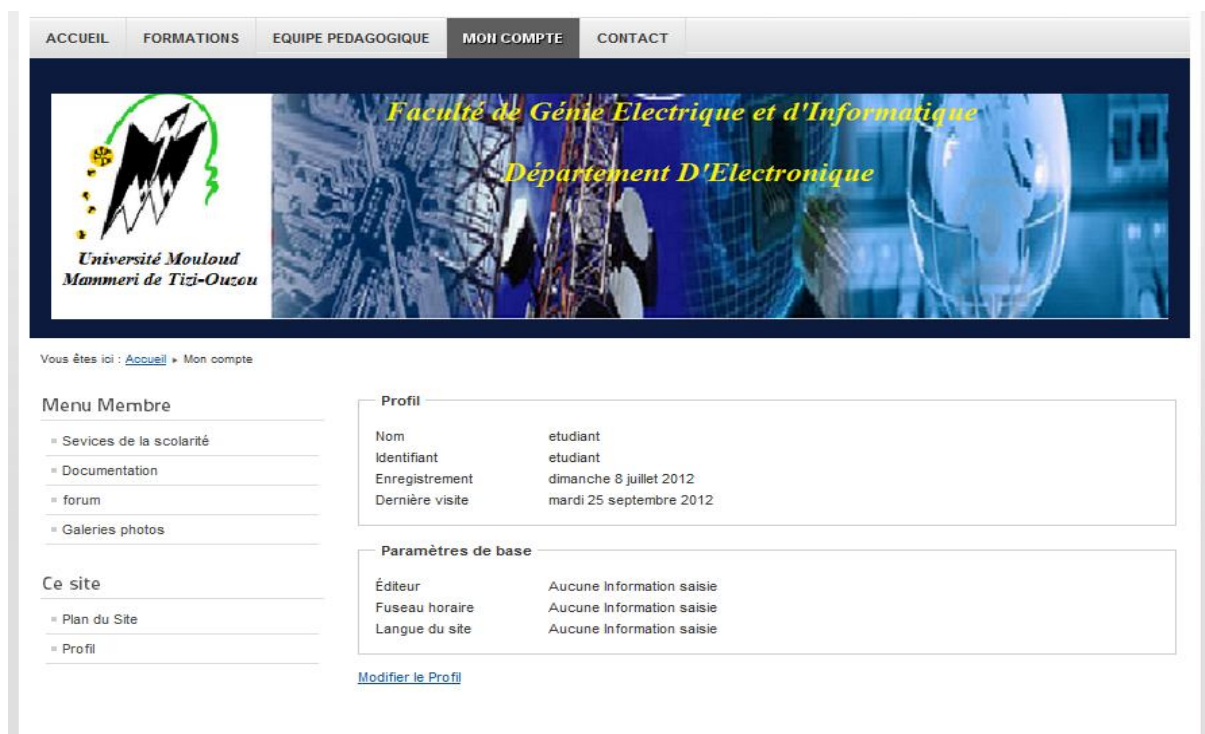 ACCUEIL FORMATIONS EQUIPE PEDAGOGIQUE MON COMPTE CONTACT
Faculté de Génie Electrique et d'Informatique
Département D'Electronique
Université Mouloud
Mammeri de Tizi-Ouzou
Vous êtes ici : Accueil ▸ Mon compte
Menu Membre
Sevices de la scolarité
Documentation
forum
Galeries photos
Ce site
Plan du Site
Profil
Profil
Nom etudiant
Identifiant etudiant
Enregistrement dimanche 8 juillet 2012
Dernière visite mardi 25 septembre 2012
Paramètres de base
Éditeur Aucune Information saisie
Fuseau horaire Aucune Information saisie
Langue du site Aucune Information saisie
Modifier le Profil